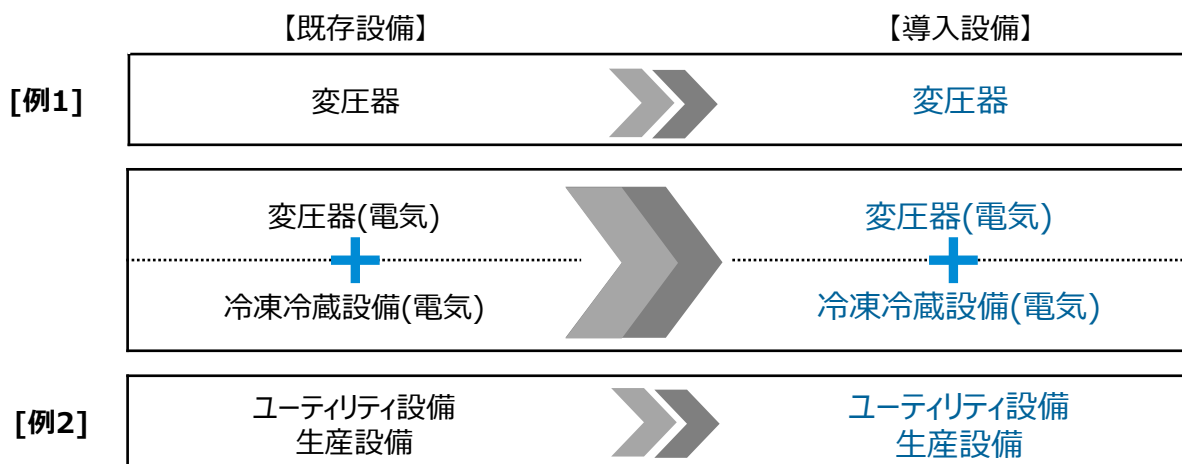 【既存設備】 【導入設備】
[例1] 変圧器 変圧器
変圧器(電気) 変圧器(電気)
冷凍冷蔵設備(電気) 冷凍冷蔵設備(電気)
[例2] ユーティリティ設備 ユーティリティ設備
生産設備 生産設備